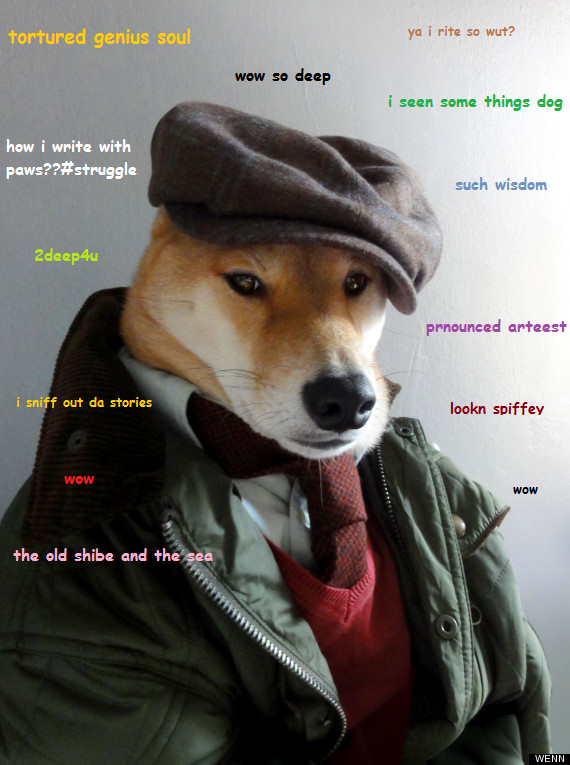 tortured genius soul
ya i rite so wut?
wow so deep
i seen some things dog
how i write with
paws??#struggle
such wisdom
2deep4u
prnounced arteest
i sniff out da stories
lookn spiffey
wow
wow
the old shibe and the sea
WENN